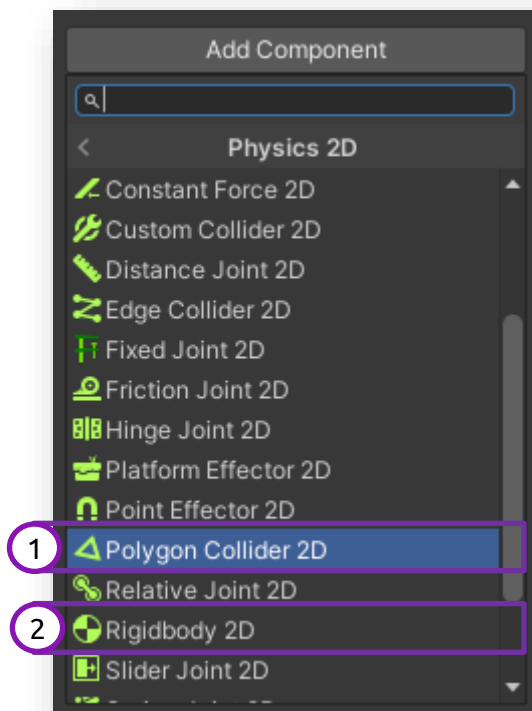 Add Component
Physics 2D
Constant Force 2D
Custom Collider 2D
Distance Joint 2D
Edge Collider 2D
Fixed Joint 2D
Friction Joint 2D
Hinge Joint 2D
Platform Effector 2D
Point Effector 2D
1 Polygon Collider 2D
Relative Joint 2D
2 Rigidbody 2D
Slider Joint 2D